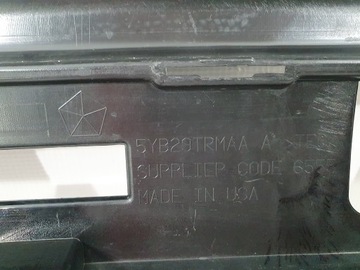 5YB29TRMAA A
SUPPLIER CODE
MADE IN USA